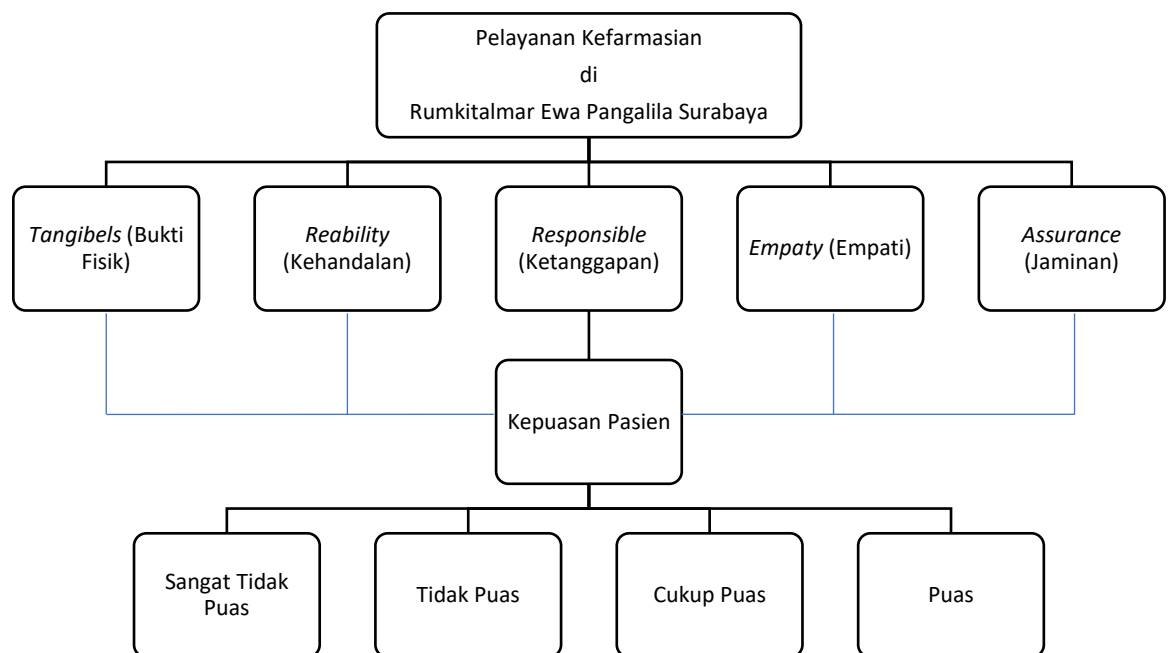 Pelayanan Kefarmasian
di
Rumkitalmar Ewa Pangalila Surabaya
Tangibels (Bukti
Fisik)
Reability
(Kehandalan)
Responsible
(Ketanggapan)
Empaty (Empati)
Assurance
(Jaminan)
Kepuasan Pasien
Sangat Tidak
Puas
Tidak Puas
Cukup Puas
Puas